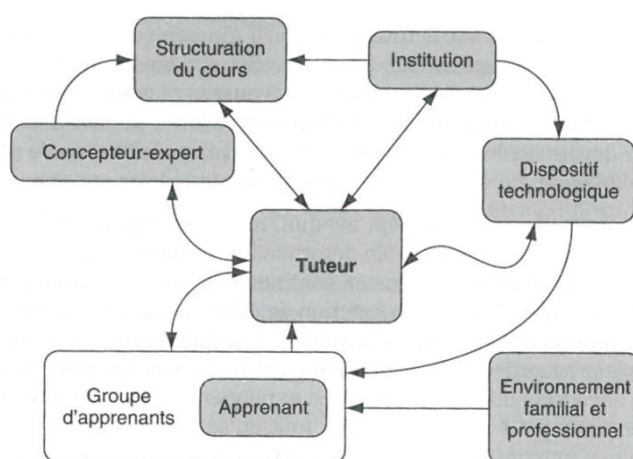 Structuration
du cours
Institution
Concepteur-expert
Dispositif
technologique
Tuteur
Groupe
d'apprenants
Apprenant
Environnement
familial et
professionnel